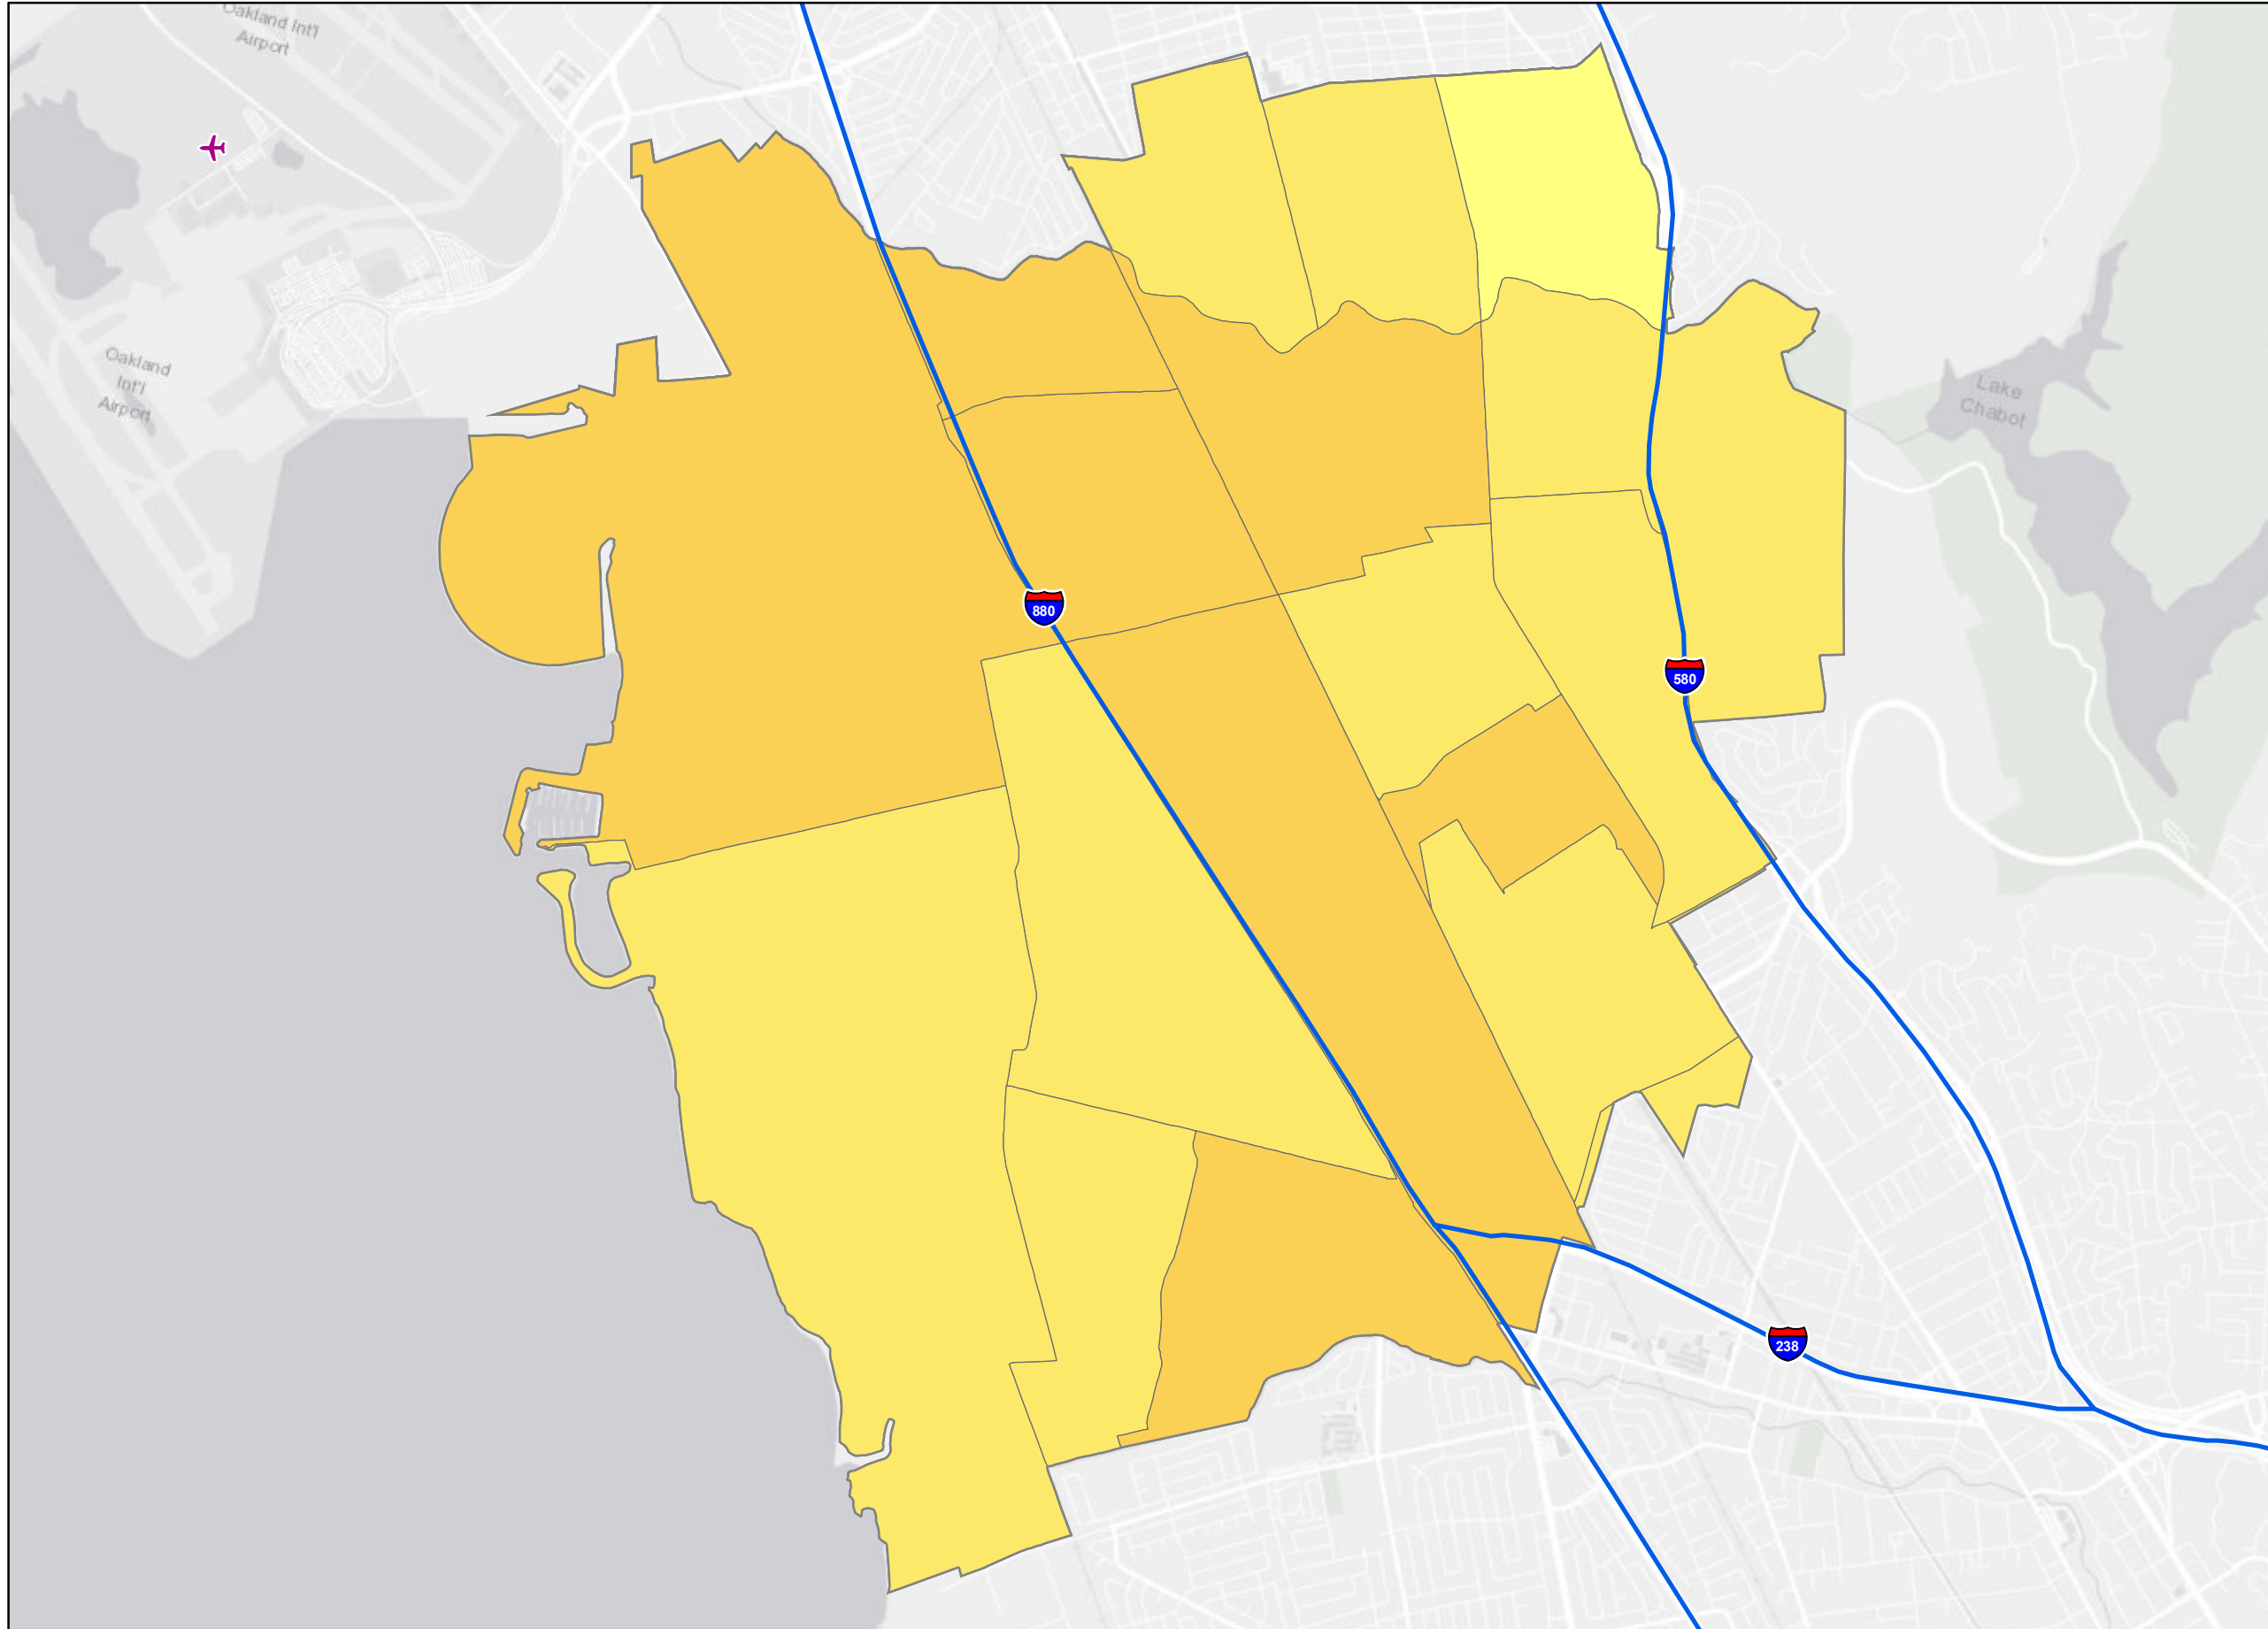 Oakland Int'l
Airport
Oakland
Int'l
Airport
Lake
Chabot
880
580
238